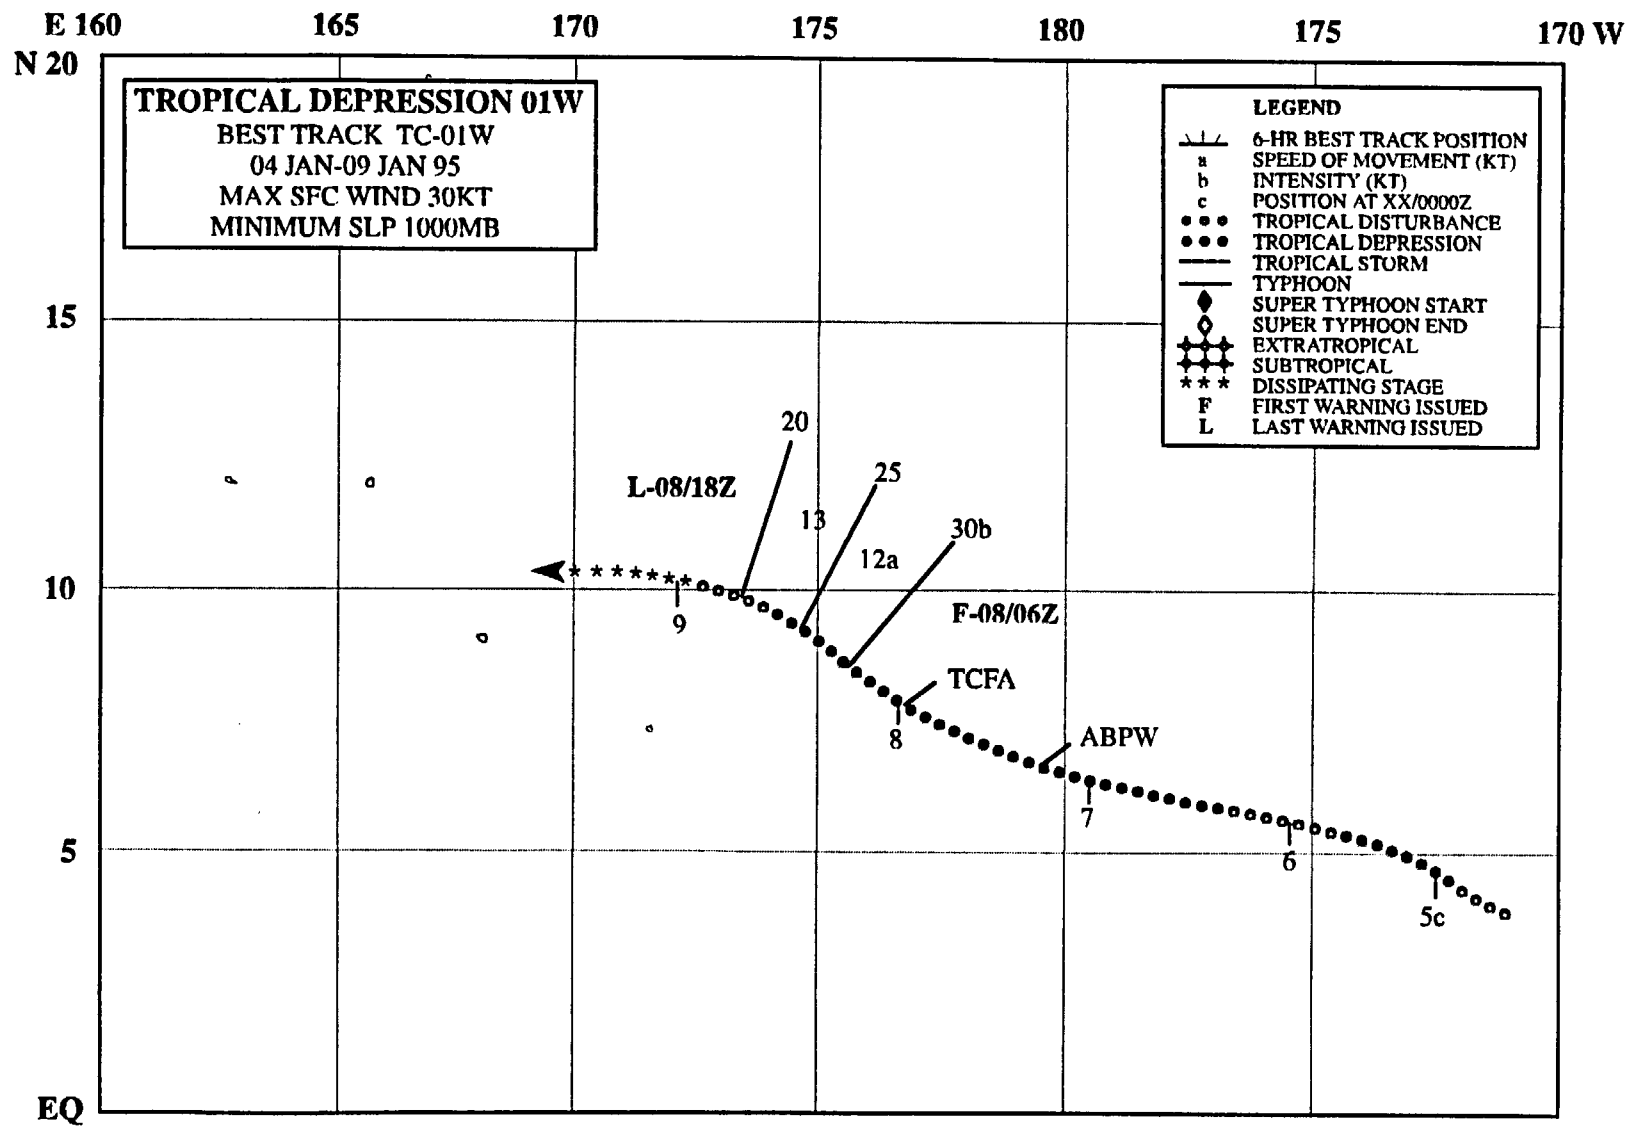 E 160 165 170 175 180 175 170 W
N 20
TROPICAL DEPRESSION 01W
BEST TRACK TC-01W
04 JAN-09 JAN 95
MAX SFC WIND 30KT
MINIMUM SLP 1000MB
LEGEND
6-HR BEST TRACK POSITION
a SPEED OF MOVEMENT (KT)
b INTENSITY (KT)
c POSITION AT XX/0000Z
TROPICAL DISTURBANCE
TROPICAL DEPRESSION
TROPICAL STORM
TYPHOON
SUPER TYPHOON START
SUPER TYPHOON END
EXTRATROPICAL
SUBTROPICAL
*** DISSIPATING STAGE
F FIRST WARNING ISSUED
L LAST WARNING ISSUED
15
20
25
L-08/18Z
13
30b
12a
10
9
F-08/06Z
TCFA
8
ABPW
7
5
6
5c
EQ